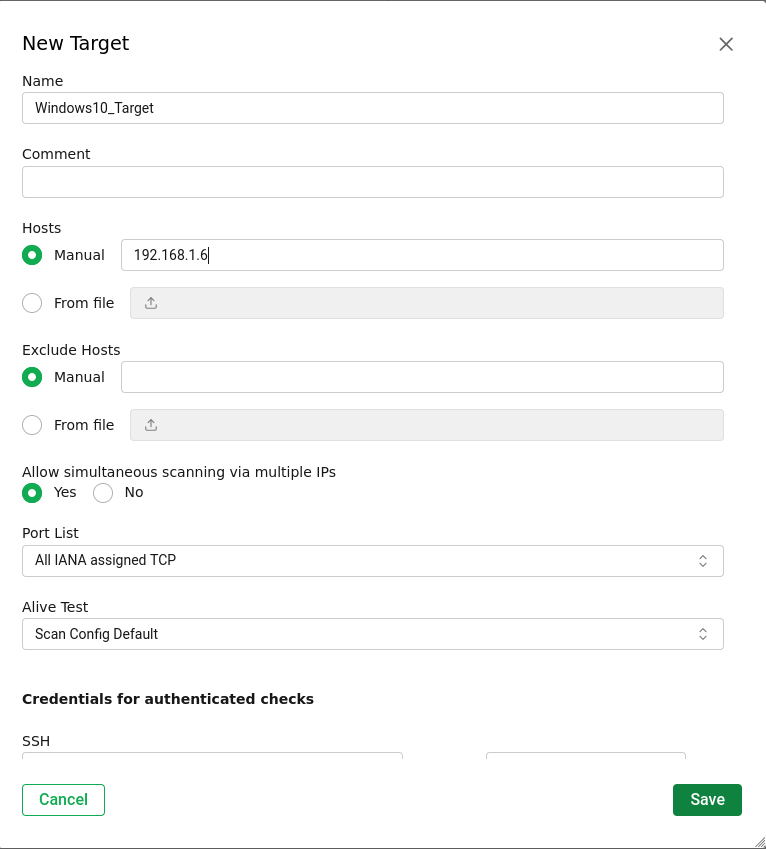 New Target
Name
Windows10_Target
Comment
Hosts
Manual 192.168.1.6
From file
Exclude Hosts
Manual
From file
Allow simultaneous scanning via multiple IPs
Yes No
Port List
All IANA assigned TCP
Alive Test
Scan Config Default
Credentials for authenticated checks
SSH
Cancel Save